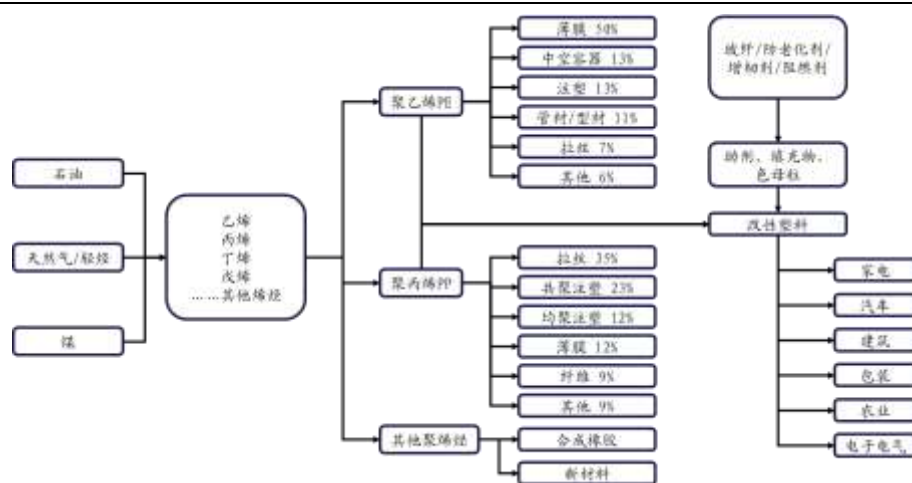 石油
天然气/轻烃
煤
乙烯
丙烯
丁烯
戊烯
……其他烯烃
聚乙烯PE
聚丙烯PP
其他聚烯烃
薄膜 50%
中空容器 13%
注塑 13%
管材/型材 11%
拉丝 7%
其他 6%
拉丝 35%
共聚注塑 23%
均聚注塑 12%
薄膜 12%
纤维 9%
其他 9%
合成橡胶
新材料
玻纤/防老化剂/
增韧剂/阻燃剂
助剂、填充物、
色母粒
改性塑料
家电
汽车
建筑
包装
农业
电子电气